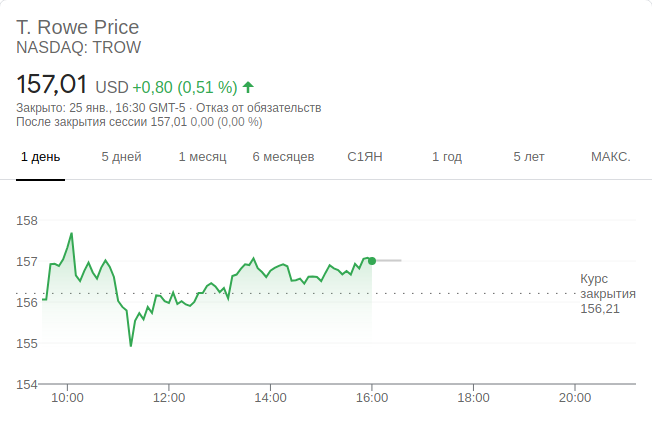 T. Rowe Price
NASDAQ: TROW
157,01 USD +0,80 (0,51 %)
Закрыто: 25 янв., 16:30 GMT-5 · Отказ от обязательств
После закрытия сессии 157,01 0,00 (0,00 %)
1 день 5 дней 1 месяц 6 месяцев С1ЯН 1 год 5 лет МАКС.
158
157
156
155
154
Курс
закрытия
156,21
10:00 12:00 14:00 16:00 18:00 20:00